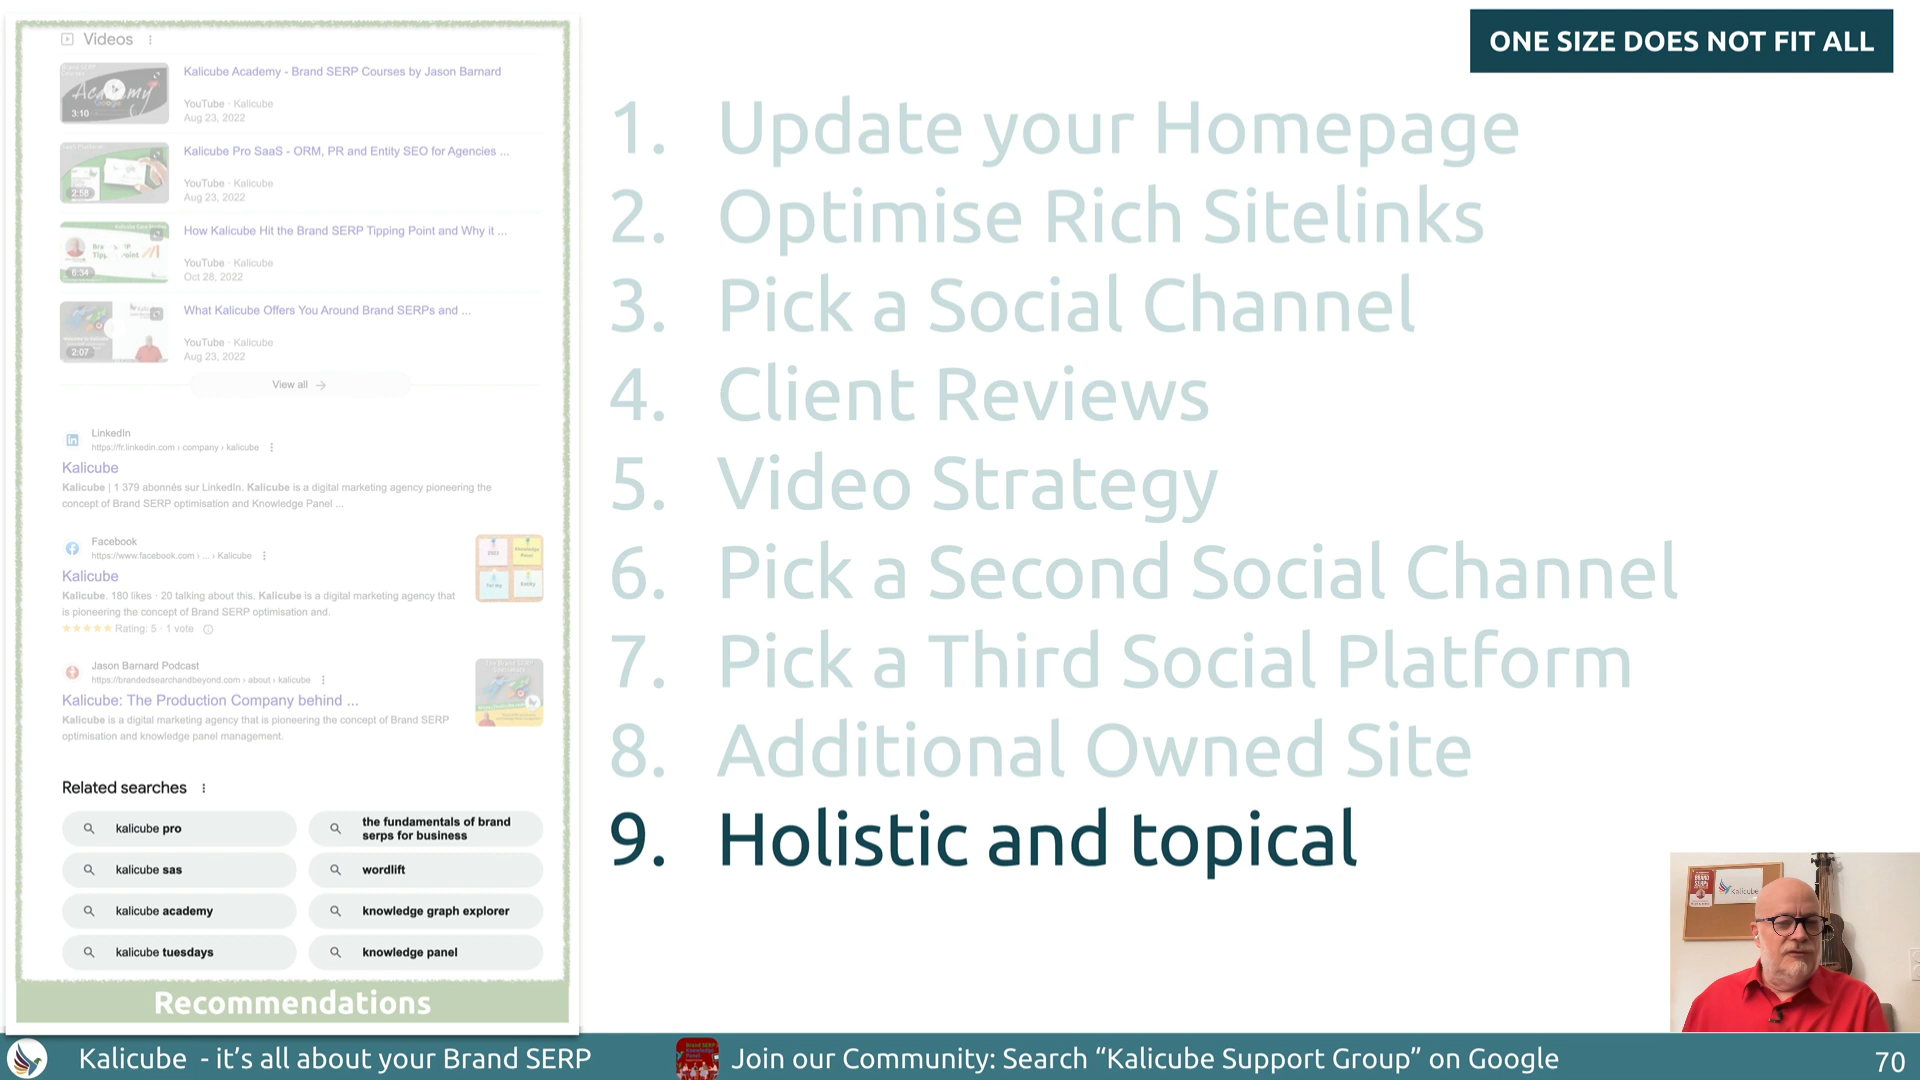 Videos
Kalicube Academy - Brand SERP Courses by Jason Barnard
YouTube · Kalicube
Aug 23, 2022
3:10
Kalicube Pro SaaS - ORM, PR and Entity SEO for Agencies ...
YouTube · Kalicube
Aug 23, 2022
2:58
How Kalicube Hit the Brand SERP Tipping Point and Why it ...
YouTube · Kalicube
Oct 28, 2022
6:34
What Kalicube Offers You Around Brand SERPs and ...
YouTube · Kalicube
Aug 23, 2022
2:07
View all
LinkedIn
https://fr.linkedin.com › company › kalicube
Kalicube
Kalicube | 1 379 abonnés sur LinkedIn. Kalicube is a digital marketing agency pioneering the
concept of Brand SERP optimisation and Knowledge Panel ...
Facebook
https://www.facebook.com › ... › Kalicube
Kalicube
Kalicube. 180 likes · 20 talking about this. Kalicube is a digital marketing agency that
is pioneering the concept of Brand SERP optimisation and.
Rating: 5 · 1 vote
Jason Barnard Podcast
https://brandedsearchandbeyond.com › about › kalicube
Kalicube: The Production Company behind ...
Kalicube is a digital marketing agency that is pioneering the concept of Brand SERP
optimisation and knowledge panel management.
Related searches
kalicube pro
the fundamentals of brand
serps for business
kalicube sas
wordlift
kalicube academy
knowledge graph explorer
kalicube tuesdays
knowledge panel
Recommendations
ONE SIZE DOES NOT FIT ALL
1. Update your Homepage
2. Optimise Rich Sitelinks
3. Pick a Social Channel
4. Client Reviews
5. Video Strategy
6. Pick a Second Social Channel
7. Pick a Third Social Platform
8. Additional Owned Site
9. Holistic and topical
Kalicube
Kalicube - it's all about your Brand SERP
Join our Community: Search “Kalicube Support Group” on Google
70